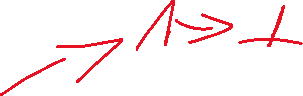 → ∧ → ⊥